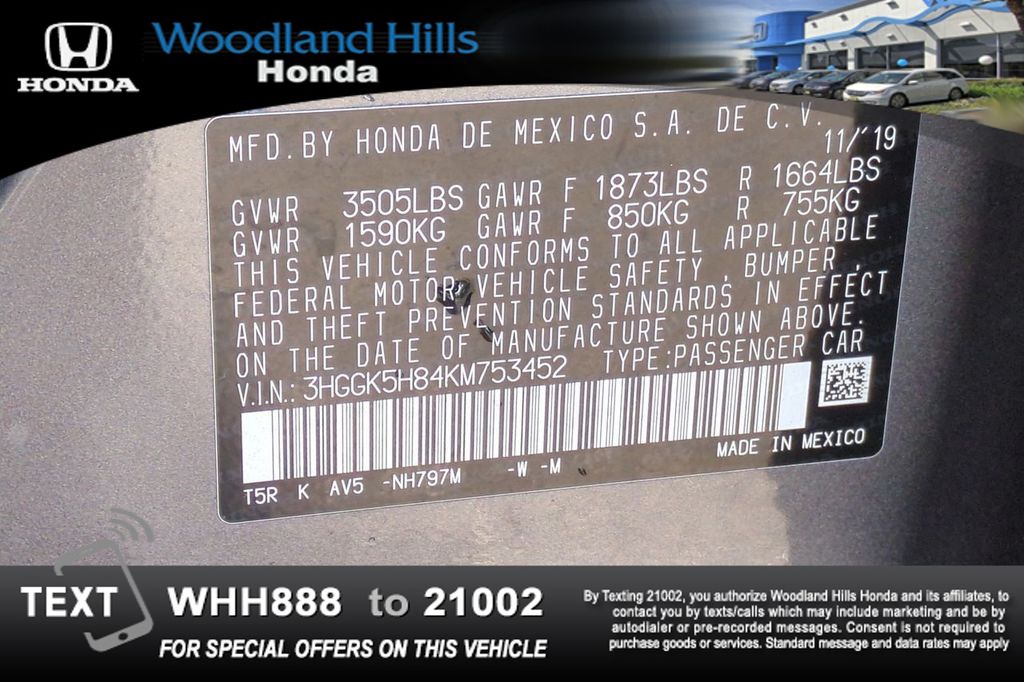 HONDA
Woodland Hills
Honda
MFD. BY HONDA DE MEXICO S.A. DE C.V.
11/'19
GVWR 3505LBS GAWR F 1873LBS R 1664LBS
GVWR 1590KG GAWR F 850KG R 755KG
THIS VEHICLE CONFORMS TO ALL APPLICABLE
FEDERAL MOTOR VEHICLE SAFETY, BUMPER,
AND THEFT PREVENTION STANDARDS IN EFFECT
ON THE DATE OF MANUFACTURE SHOWN ABOVE.
V.I.N.: 3HGGK5H84KM753452 TYPE:PASSENGER CAR
MADE IN MEXICO
T5R K AV5 -NH797M -W -M
TEXT WHH888 to 21002
FOR SPECIAL OFFERS ON THIS VEHICLE
By Texting 21002, you authorize Woodland Hills Honda and its affiliates, to
contact you by texts/calls which may include marketing and be by
autodialer or pre-recorded messages. Consent is not required to
purchase goods or services. Standard message and data rates may apply